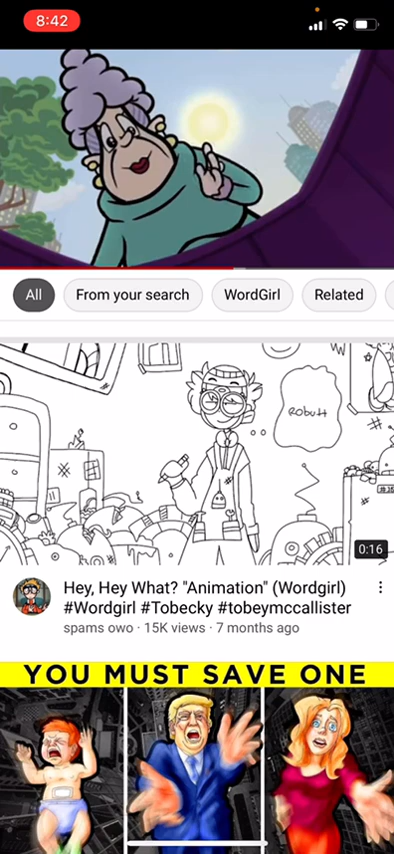 8:42
All
From your search
WordGirl
Related
Robutt
0:16
Hey, Hey What? "Animation" (Wordgirl)
#Wordgirl #Tobecky #tobeymccallister
spams owo · 15K views · 7 months ago
YOU MUST SAVE ONE